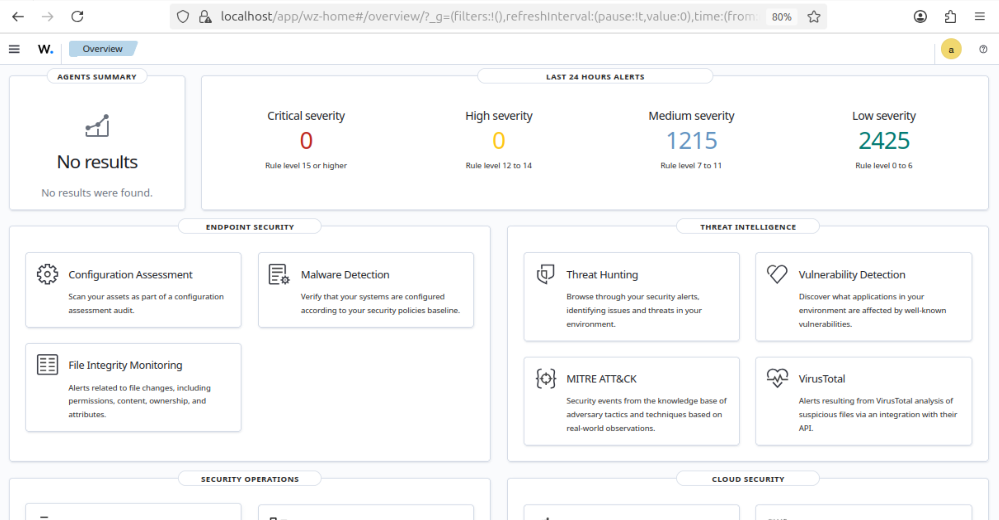 localhost/app/wz-home#/overview/?_g=(filters:!(),refreshInterval:(pause:!t,value:0),time:(from:
80%
W.
Overview
a
AGENTS SUMMARY
No results
No results were found.
LAST 24 HOURS ALERTS
Critical severity
0
Rule level 15 or higher
High severity
0
Rule level 12 to 14
Medium severity
1215
Rule level 7 to 11
Low severity
2425
Rule level 0 to 6
ENDPOINT SECURITY
Configuration Assessment
Scan your assets as part of a configuration
assessment audit.
Malware Detection
Verify that your systems are configured
according to your security policies baseline.
File Integrity Monitoring
Alerts related to file changes, including
permissions, content, ownership, and
attributes.
THREAT INTELLIGENCE
Threat Hunting
Browse through your security alerts,
identifying issues and threats in your
environment.
Vulnerability Detection
Discover what applications in your
environment are affected by well-known
vulnerabilities.
MITRE ATT&CK
Security events from the knowledge base of
adversary tactics and techniques based on
real-world observations.
VirusTotal
Alerts resulting from VirusTotal analysis of
suspicious files via an integration with their
API.
SECURITY OPERATIONS
CLOUD SECURITY